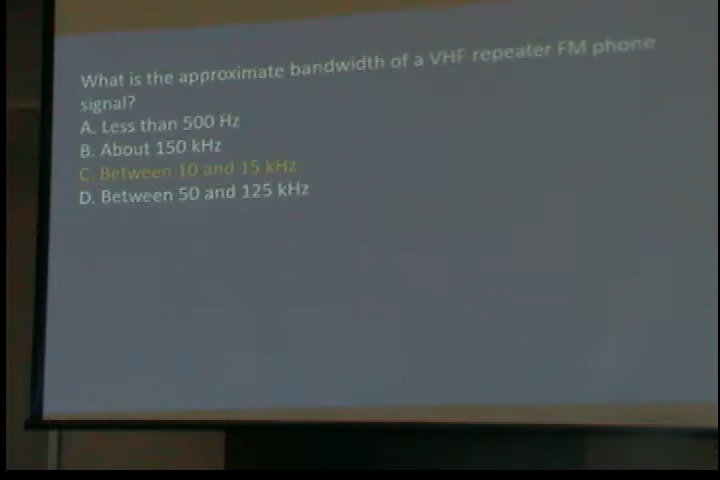 What is the approximate bandwidth of a VHF repeater FM phone
signal?
A. Less than 500 Hz
B. About 150 kHz
C. Between 10 and 15 kHz
D. Between 50 and 125 kHz